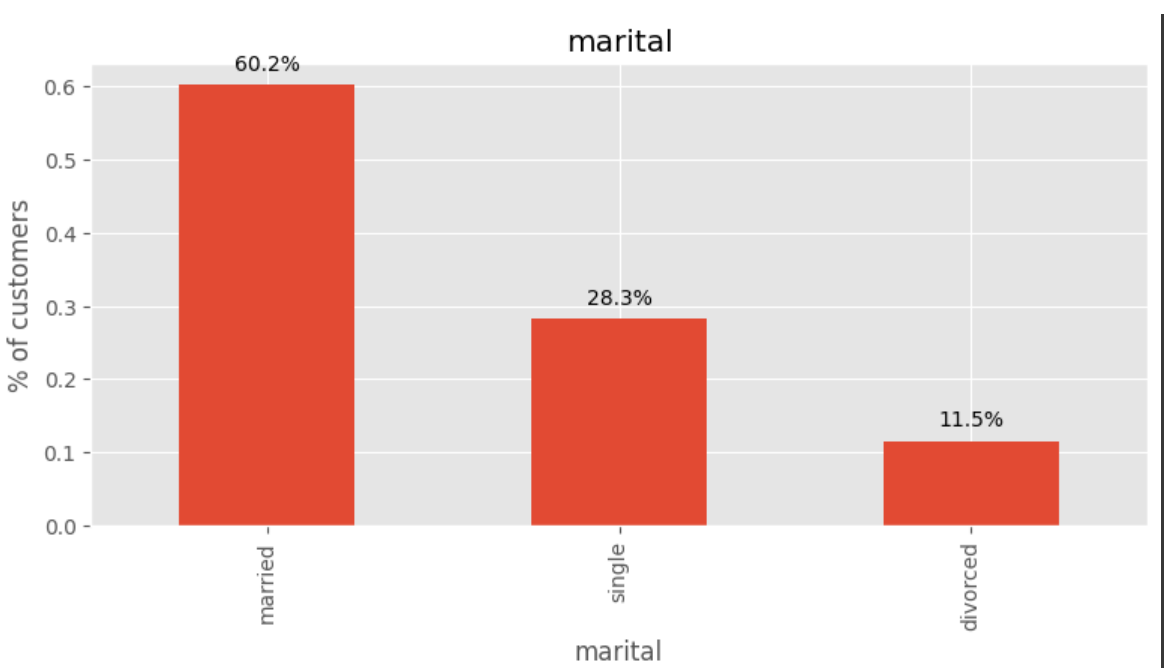 marital
60.2%
28.3%
11.5%
% of customers
0.6
0.5
0.4
0.3
0.2
0.1
0.0
married
single
divorced
marital